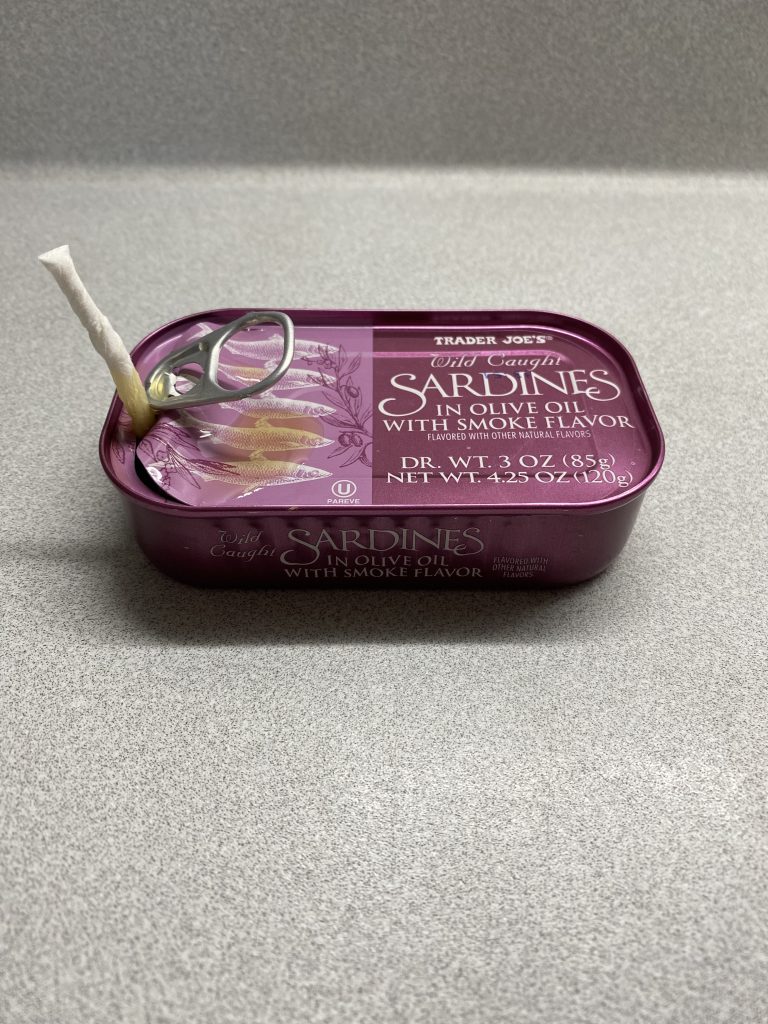 TRADER JOE'S®
Wild Caught
SARDINES
IN OLIVE OIL
WITH SMOKE FLAVOR
FLAVORED WITH OTHER NATURAL FLAVORS
DR. WT. 3 OZ (85g)
NET WT. 4.25 OZ (120g)
U
PAREVE
Wild
Caught
SARDINES
IN OLIVE OIL
WITH SMOKE FLAVOR
FLAVORED WITH
OTHER NATURAL
FLAVORS